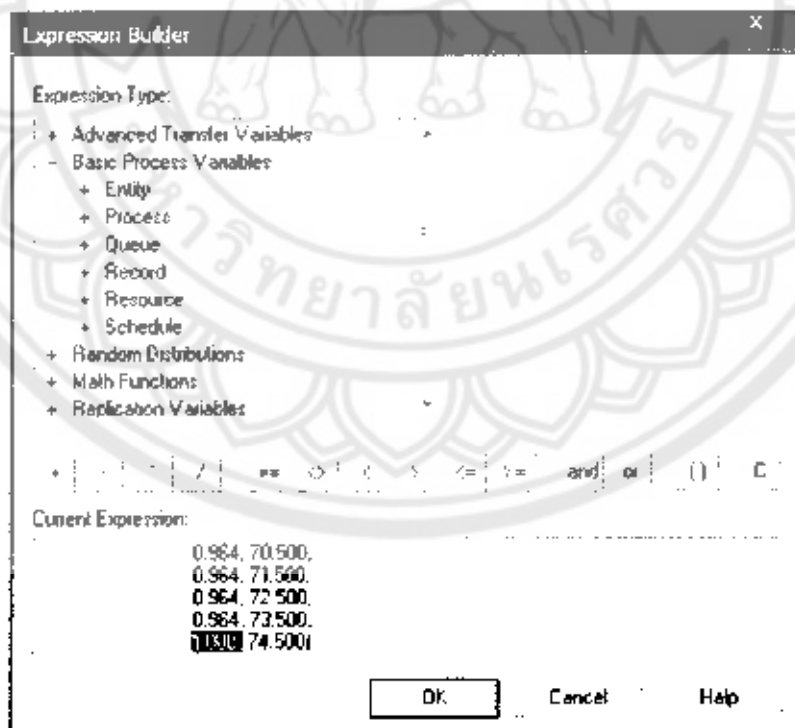 Expression Builder
x
Expression Type:
+ Advanced Transfer Variables
- Basic Process Variables
+ Entity
+ Process
+ Queue
+ Record
+ Resource
+ Schedule
+ Random Distributions
+ Math Functions
+ Replication Variables
+ - * / == <> < > <= >= and or ( )
Current Expression:
0.964, 70.500,
0.964, 71.500,
0.964, 72.500,
0.964, 73.500,
74.500)
OK Cancel Help